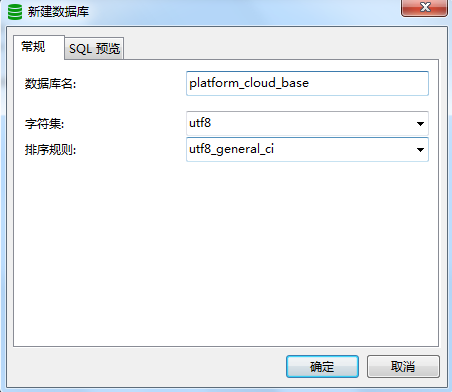 新建数据库
常规
SQL 预览
数据库名:
platform_cloud_base
字符集:
utf8
排序规则:
utf8_general_ci
确定
取消